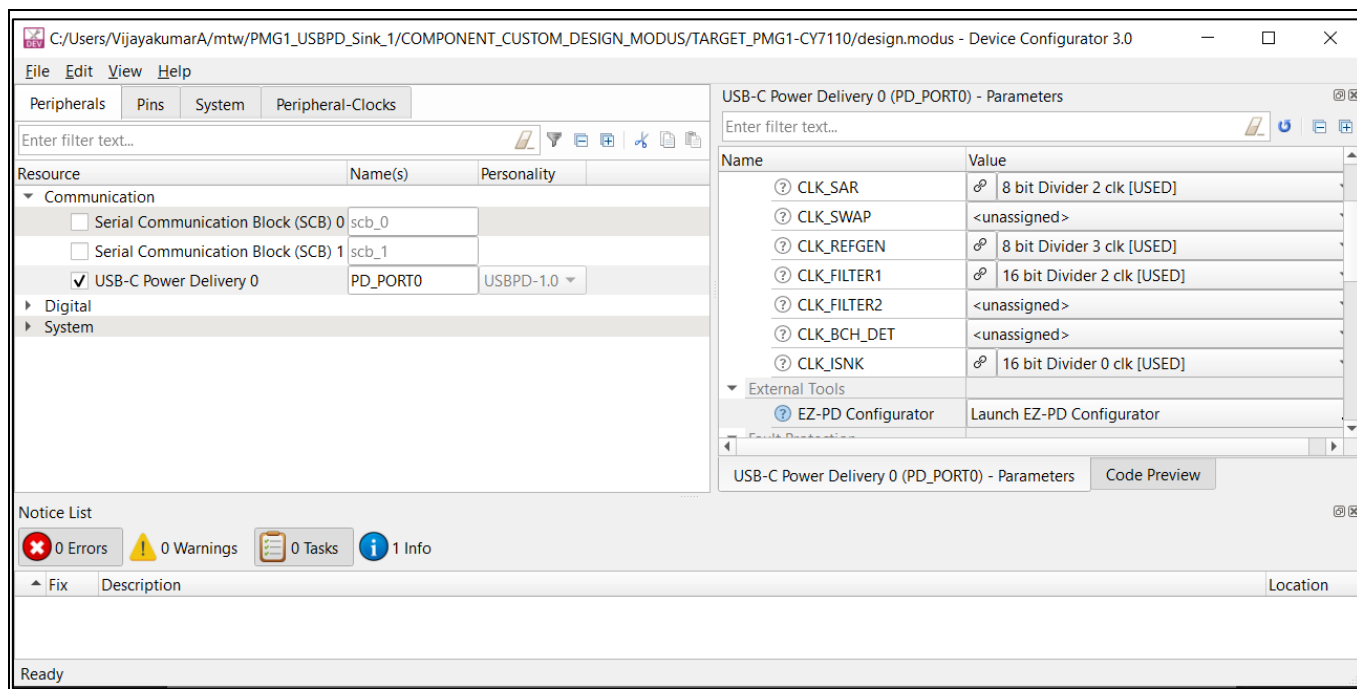 C:/Users/VijayakumarA/mtw/PMG1_USBPD_Sink_1/COMPONENT_CUSTOM_DESIGN_MODUS/TARGET_PMG1-CY7110/design.modus - Device Configurator 3.0
File Edit View Help
Peripherals Pins System Peripheral-Clocks
Enter filter text...
Resource Name(s) Personality
Communication
Serial Communication Block (SCB) 0 scb_0
Serial Communication Block (SCB) 1 scb_1
USB-C Power Delivery 0 PD_PORT0 USBPD-1.0
Digital
System
USB-C Power Delivery 0 (PD_PORT0) - Parameters
Enter filter text...
Name Value
CLK_SAR 8 bit Divider 2 clk [USED]
CLK_SWAP <unassigned>
CLK_REFGEN 8 bit Divider 3 clk [USED]
CLK_FILTER1 16 bit Divider 2 clk [USED]
CLK_FILTER2 <unassigned>
CLK_BCH_DET <unassigned>
CLK_ISNK 16 bit Divider 0 clk [USED]
External Tools
EZ-PD Configurator Launch EZ-PD Configurator
Fault Protection
USB-C Power Delivery 0 (PD_PORT0) - Parameters Code Preview
Notice List
0 Errors 0 Warnings 0 Tasks 1 Info
Fix Description Location
Ready